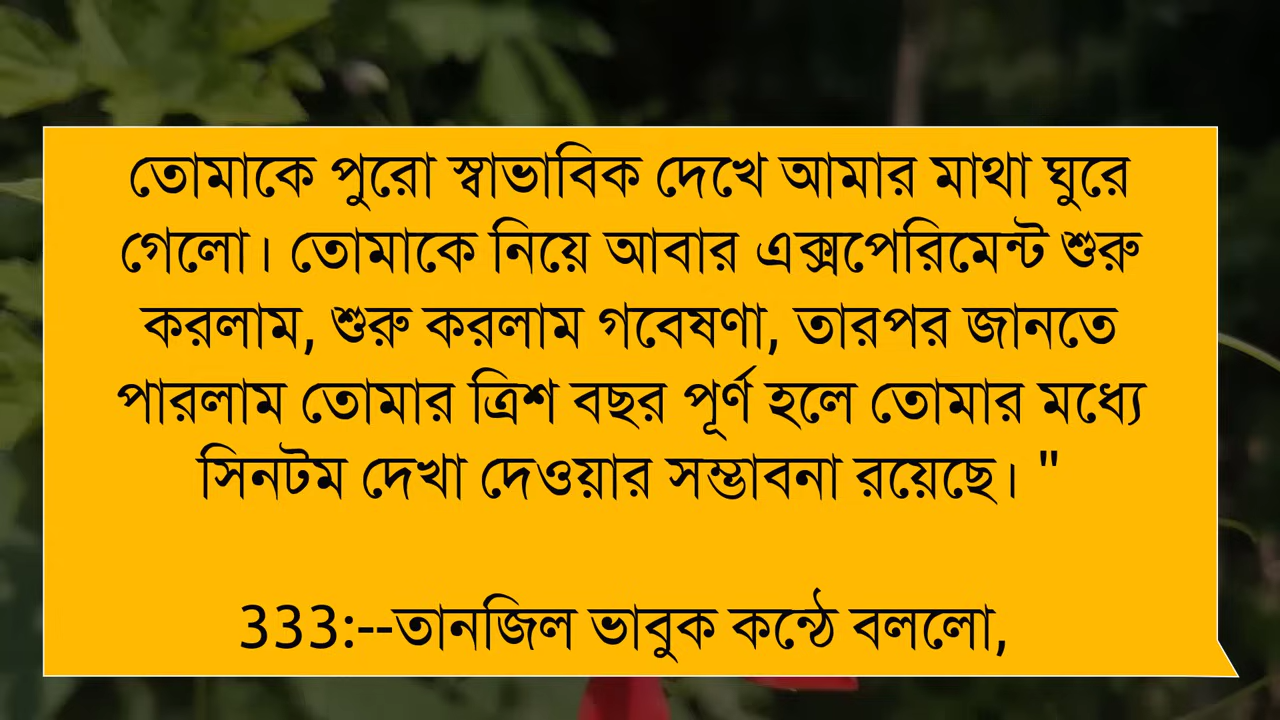 তোমাকে পুরো স্বাভাবিক দেখে আমার মাথা ঘুরে
গেলো। তোমাকে নিয়ে আবার এক্সপেরিমেন্ট শুরু
করলাম, শুরু করলাম গবেষণা, তারপর জানতে
পারলাম তোমার ত্রিশ বছর পূর্ণ হলে তোমার মধ্যে
সিনটম দেখা দেওয়ার সম্ভাবনা রয়েছে। "
333:--তানজিল ভাবুক কন্ঠে বললো,